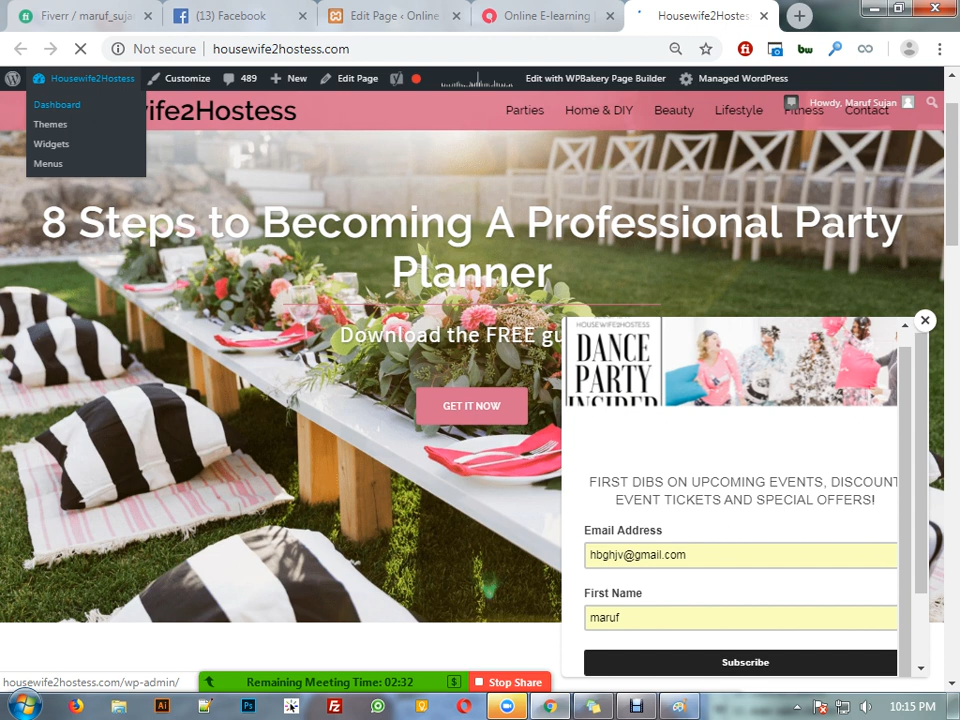 Fiverr / maruf_suja
(13) Facebook
Edit Page ‹ Online
Online E-learning
Housewife2Hostess
Not secure
housewife2hostess.com
Housewife2Hostess
Customize
489
New
Edit Page
Edit with WPBakery Page Builder
Managed WordPress
Dashboard
Themes
Widgets
Menus
wife2Hostess
Parties
Home & DIY
Beauty
Lifestyle
Fitness
Contact
Howdy, Maruf Sujan
8 Steps to Becoming A Professional Party
Planner
Download the FREE gu
GET IT NOW
HOUSEWIFE2HOSTESS
DANCE
PARTY
INSIDER
FIRST DIBS ON UPCOMING EVENTS, DISCOUNT
EVENT TICKETS AND SPECIAL OFFERS!
Email Address
hbghjv@gmail.com
First Name
maruf
Subscribe
housewife2hostess.com/wp-admin/
Remaining Meeting Time: 02:32
Stop Share
10:15 PM